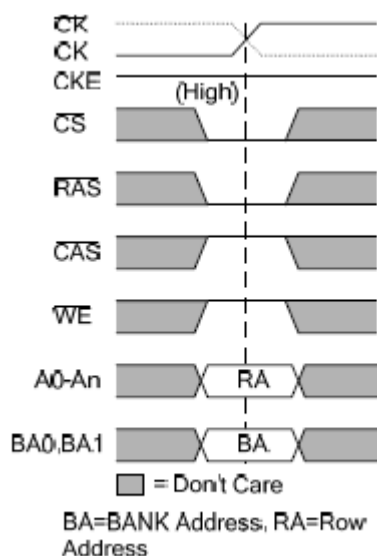 CK
CK
CKE
(High)
CS
RAS
CAS
WE
A0-An
RA
BA0,BA1
BA
= Don't Care
BA=BANK Address, RA=Row
Address